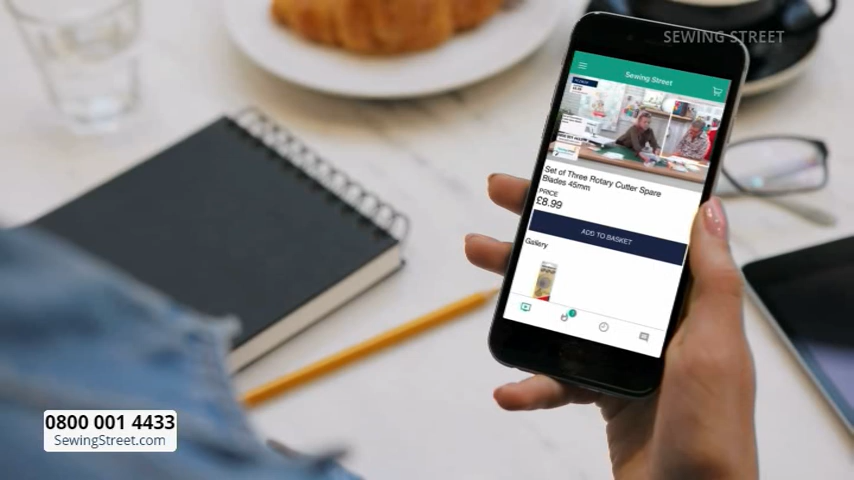 SEWING STREET
Sewing Street
Set of Three Rotary Cutter Spare
Blades 45mm
PRICE
£8.99
ADD TO BASKET
Gallery
0800 001 4433
SewingStreet.com